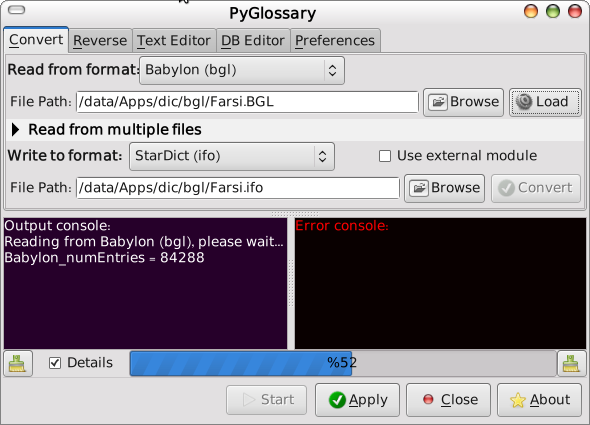 PyGlossary
Convert Reverse Text Editor DB Editor Preferences
Read from format: Babylon (bgl)
File Path: /data/Apps/dic/bgl/Farsi.BGL Browse Load
Read from multiple files
Write to format: StarDict (ifo) Use external module
File Path: /data/Apps/dic/bgl/Farsi.ifo Browse Convert
Output console: Error console:
Reading from Babylon (bgl), please wait...
Babylon_numEntries = 84288
Details %52
Start Apply Close About